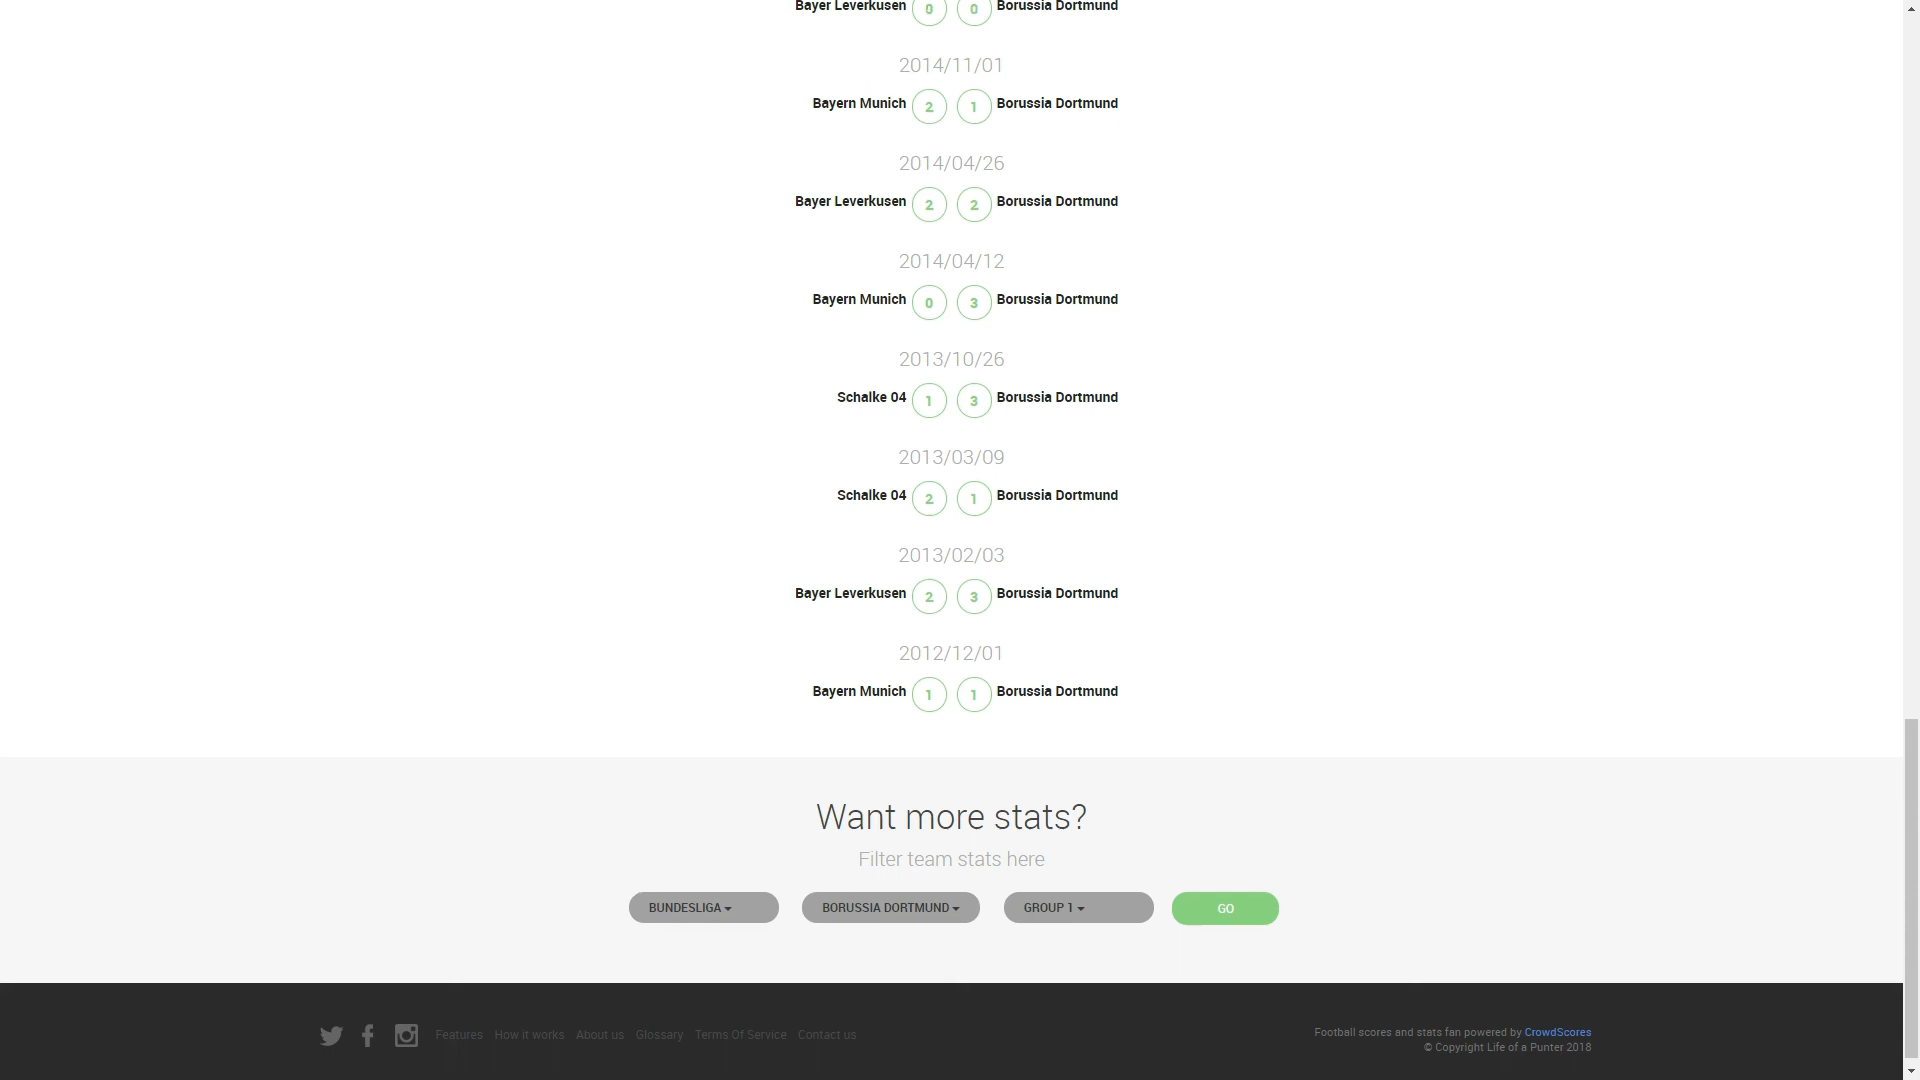 Bayer Leverkusen 0 0 Borussia Dortmund
2014/11/01
Bayern Munich 2 1 Borussia Dortmund
2014/04/26
Bayer Leverkusen 2 2 Borussia Dortmund
2014/04/12
Bayern Munich 0 3 Borussia Dortmund
2013/10/26
Schalke 04 1 3 Borussia Dortmund
2013/03/09
Schalke 04 2 1 Borussia Dortmund
2013/02/03
Bayer Leverkusen 2 3 Borussia Dortmund
2012/12/01
Bayern Munich 1 1 Borussia Dortmund
Want more stats?
Filter team stats here
BUNDESLIGA BORUSSIA DORTMUND GROUP 1 GO
Features How it works About us Glossary Terms Of Service Contact us
Football scores and stats fan powered by CrowdScores
© Copyright Life of a Punter 2018